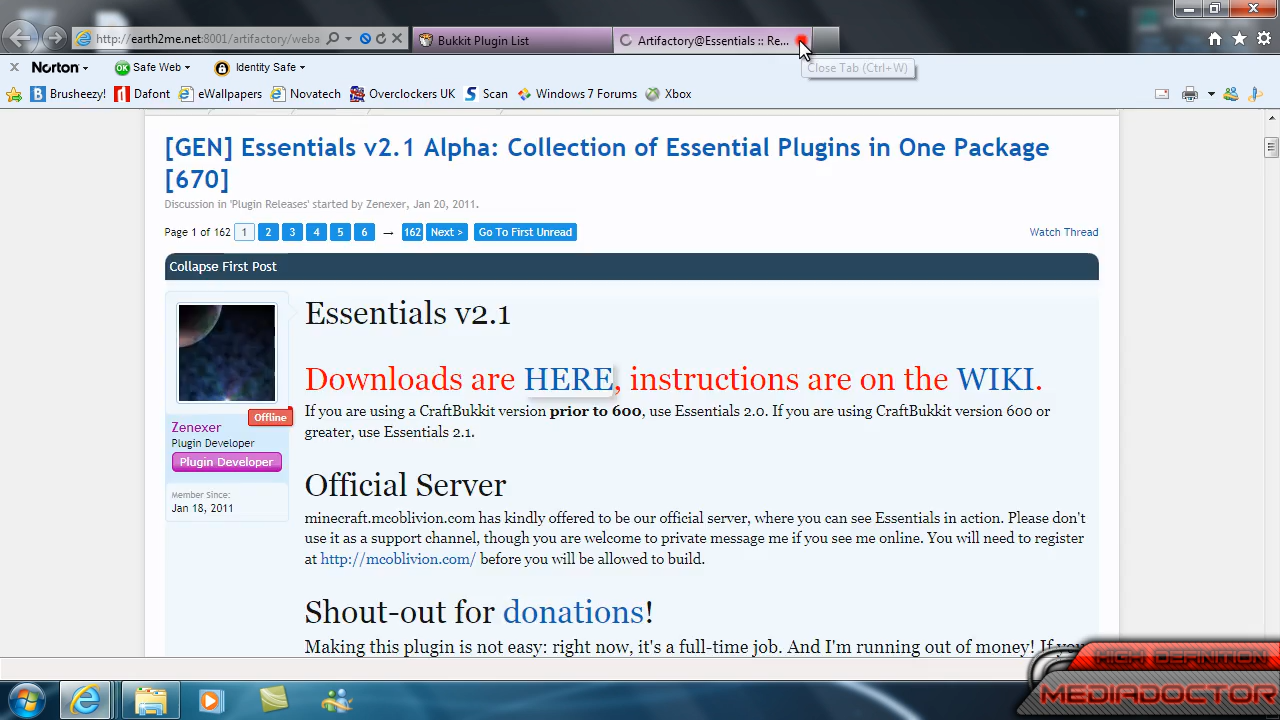 http://earth2me.net:8001/artifactory/weba
Bukkit Plugin List
Artifactory@Essentials :: Re...
Close Tab (Ctrl+W)
Norton
OK Safe Web
Identity Safe
Brusheezy!
Dafont
eWallpapers
Novatech
Overclockers UK
Scan
Windows 7 Forums
Xbox
[GEN] Essentials v2.1 Alpha: Collection of Essential Plugins in One Package
[670]
Discussion in 'Plugin Releases' started by Zenexer, Jan 20, 2011.
Page 1 of 162 1 2 3 4 5 6 → 162 Next > Go To First Unread
Watch Thread
Collapse First Post
Essentials v2.1
Downloads are HERE, instructions are on the WIKI.
If you are using a CraftBukkit version prior to 600, use Essentials 2.0. If you are using CraftBukkit version 600 or
greater, use Essentials 2.1.
Offline
Zenexer
Plugin Developer
Plugin Developer
Member Since:
Jan 18, 2011
Official Server
minecraft.mcoblivion.com has kindly offered to be our official server, where you can see Essentials in action. Please don't
use it as a support channel, though you are welcome to private message me if you see me online. You will need to register
at http://mcoblivion.com/ before you will be allowed to build.
Shout-out for donations!
Making this plugin is not easy: right now, it's a full-time job. And I'm running out of money! If you
HIGH DEFINITION
MEDIADOCTOR